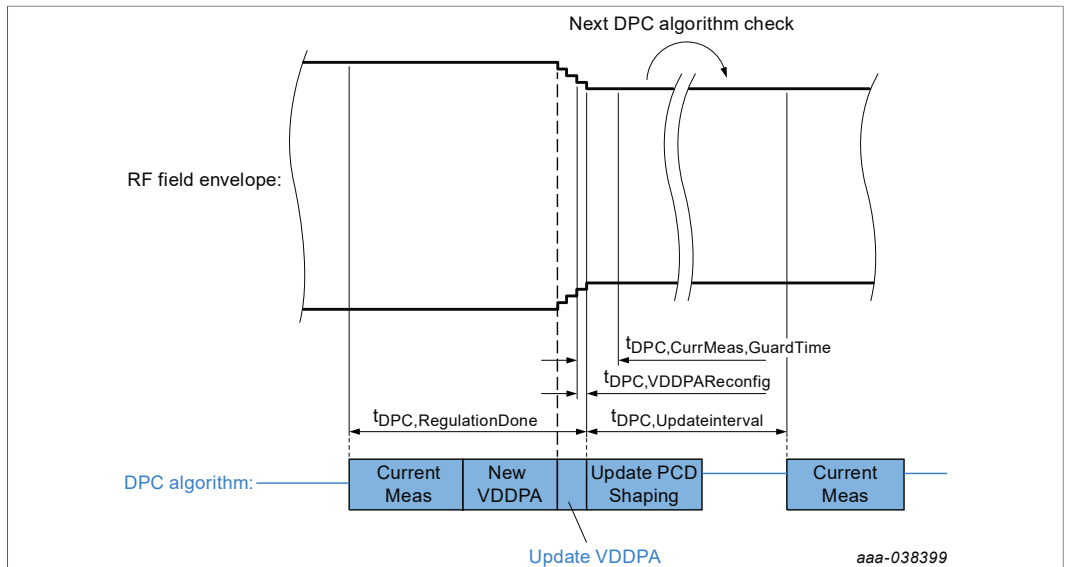 Next DPC algorithm check
RF field envelope:
tDPC,CurrMeas,GuardTime
tDPC,VDDPAReconfig
tDPC,RegulationDone
tDPC,Updateinterval
DPC algorithm:
Current
Meas
New
VDDPA
Update PCD
Shaping
Current
Meas
Update VDDPA
aaa-038399